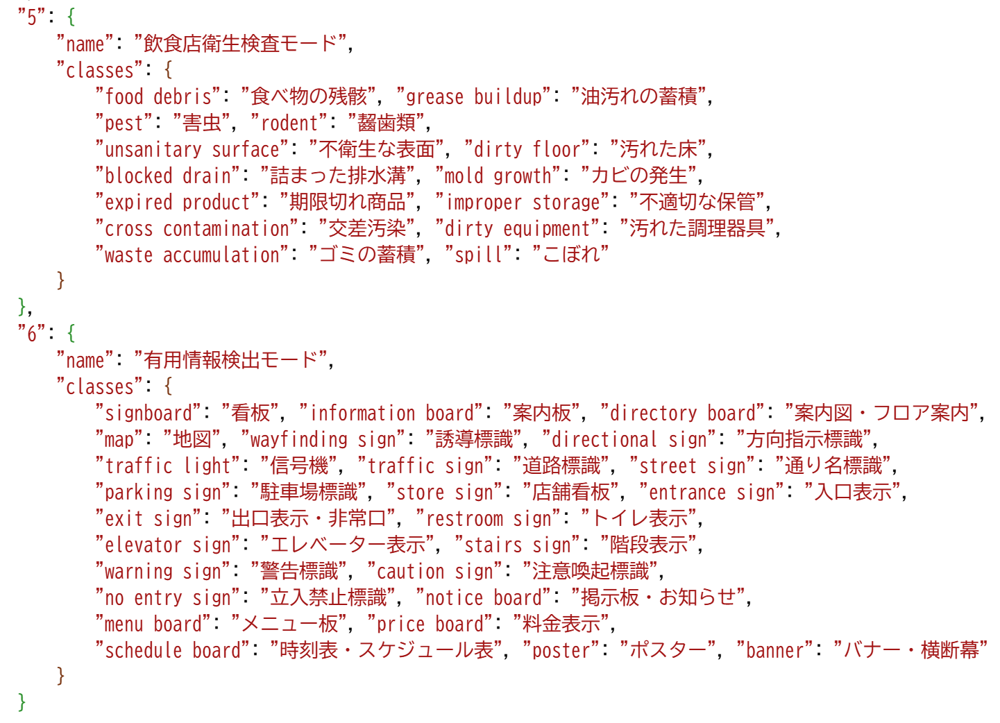 "5": {
"name": "飲食店衛生検査モード",
"classes": {
"food debris": "食べ物の残骸", "grease buildup": "油汚れの蓄積",
"pest": "害虫", "rodent": "齧歯類",
"unsanitary surface": "不衛生な表面", "dirty floor": "汚れた床",
"blocked drain": "詰まった排水溝", "mold growth": "カビの発生",
"expired product": "期限切れ商品", "improper storage": "不適切な保管",
"cross contamination": "交差汚染", "dirty equipment": "汚れた調理器具",
"waste accumulation": "ゴミの蓄積", "spill": "こぼれ"
}
},
"6": {
"name": "有用情報検出モード",
"classes": {
"signboard": "看板", "information board": "案内板", "directory board": "案内図・フロア案内",
"map": "地図", "wayfinding sign": "誘導標識", "directional sign": "方向指示標識",
"traffic light": "信号機", "traffic sign": "道路標識", "street sign": "通り名標識",
"parking sign": "駐車場標識", "store sign": "店舗看板", "entrance sign": "入口表示",
"exit sign": "出口表示・非常口", "restroom sign": "トイレ表示",
"elevator sign": "エレベーター表示", "stairs sign": "階段表示",
"warning sign": "警告標識", "caution sign": "注意喚起標識",
"no entry sign": "立入禁止標識", "notice board": "掲示板・お知らせ",
"menu board": "メニュー板", "price board": "料金表示",
"schedule board": "時刻表・スケジュール表", "poster": "ポスター", "banner": "バナー・横断幕"
}
}